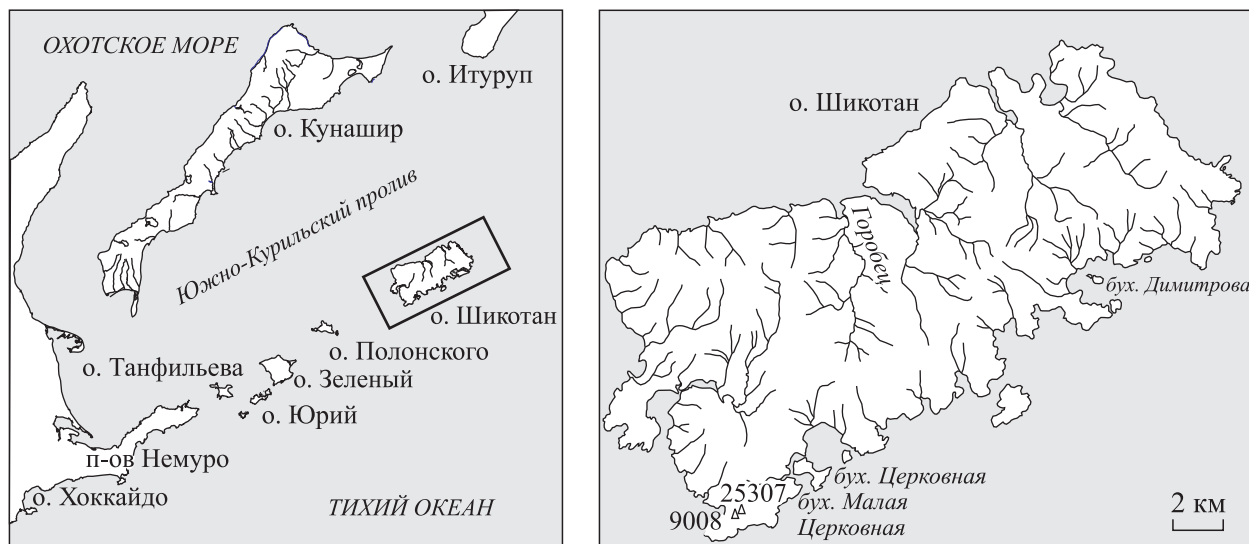 ОХОТСКОЕ МОРЕ
о. Итуруп
о. Кунашир
Южно-Курильский пролив
о. Шикотан
о. Полонского
о. Танфильева
о. Зеленый
о. Юрий
п-ов Немуро
о. Хоккайдо
ТИХИЙ ОКЕАН
о. Шикотан
Горобец
бух. Димитрова
бух. Церковная
25307
бух. Малая
Церковная
9008
2 км